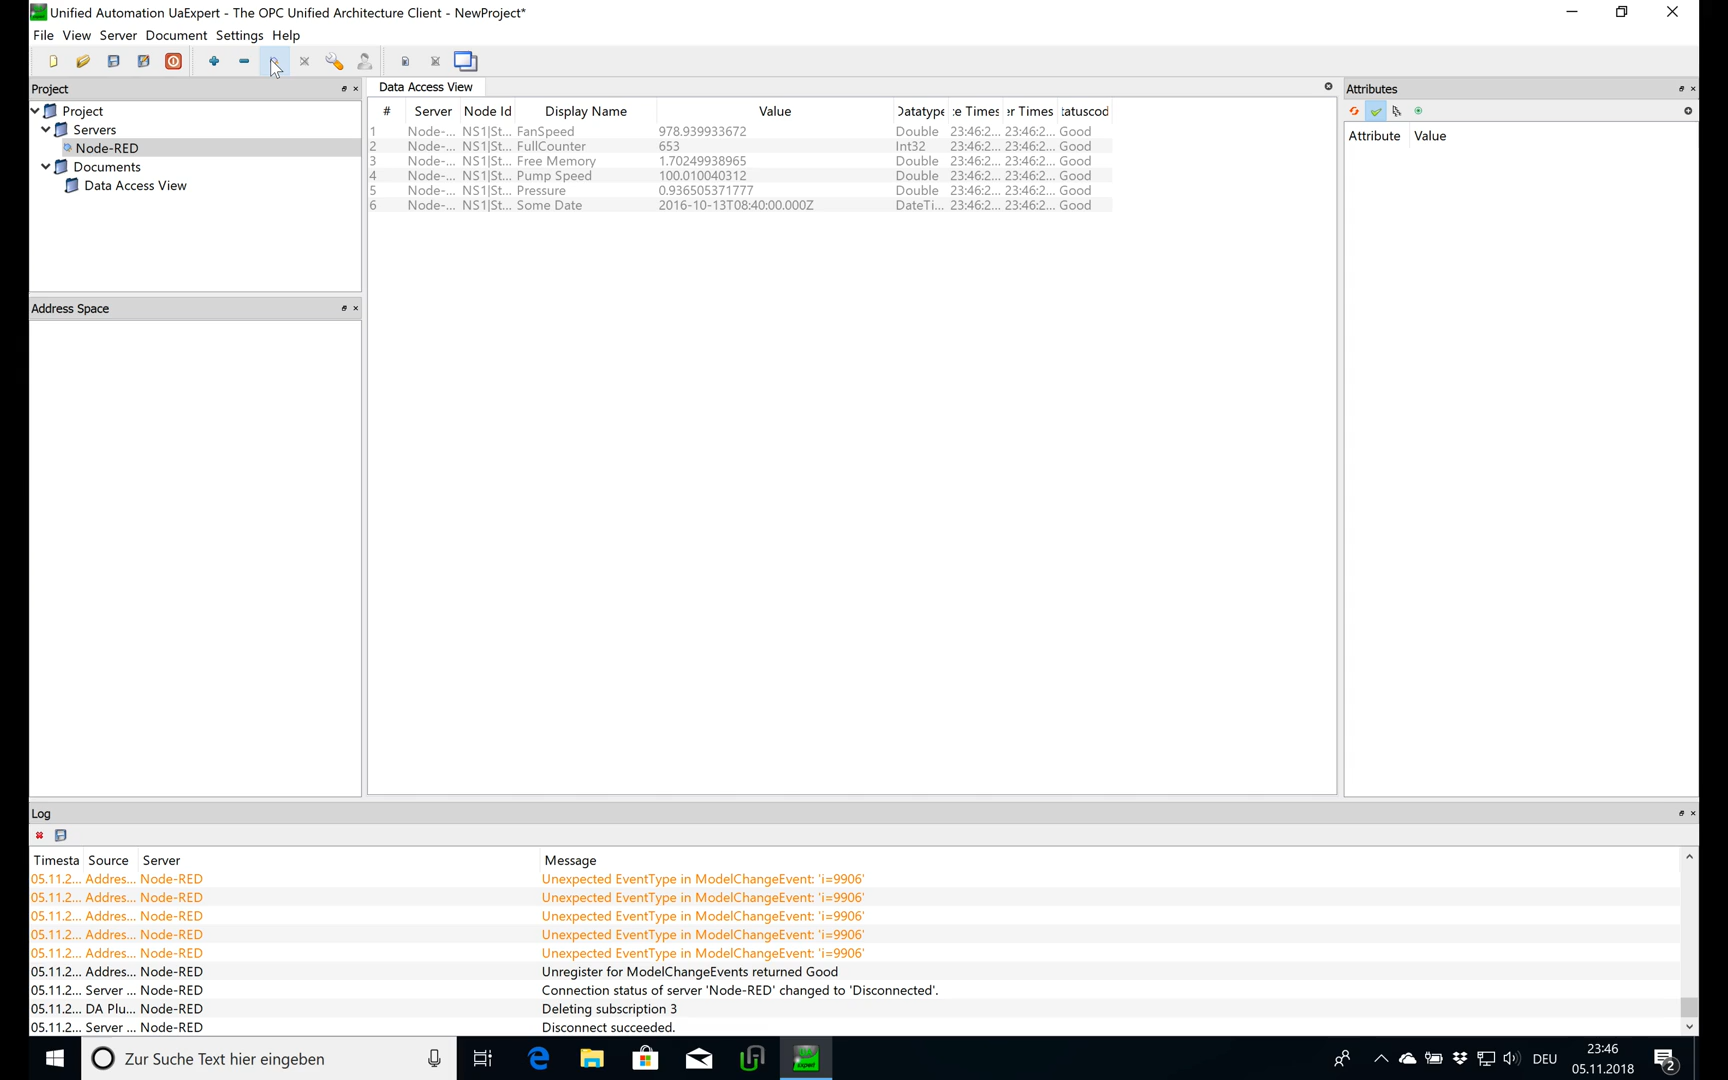 Unified Automation UaExpert - The OPC Unified Architecture Client - NewProject*
File View Server Document Settings Help
Project
Project
Servers
Node-RED
Documents
Data Access View
Address Space
Data Access View
# Server Node Id Display Name Value Datatype :e Times er Times tatuscod
1 Node-... NS1|St... FanSpeed 978.939933672 Double 23:46:2... 23:46:2... Good
2 Node-... NS1|St... FullCounter 653 Int32 23:46:2... 23:46:2... Good
3 Node-... NS1|St... Free Memory 1.70249938965 Double 23:46:2... 23:46:2... Good
4 Node-... NS1|St... Pump Speed 100.010040312 Double 23:46:2... 23:46:2... Good
5 Node-... NS1|St... Pressure 0.936505371777 Double 23:46:2... 23:46:2... Good
6 Node-... NS1|St... Some Date 2016-10-13T08:40:00.000Z DateTi... 23:46:2... 23:46:2... Good
Attributes
Attribute Value
Log
Timesta Source Server Message
05.11.2... Addres... Node-RED Unexpected EventType in ModelChangeEvent: 'i=9906'
05.11.2... Addres... Node-RED Unexpected EventType in ModelChangeEvent: 'i=9906'
05.11.2... Addres... Node-RED Unexpected EventType in ModelChangeEvent: 'i=9906'
05.11.2... Addres... Node-RED Unexpected EventType in ModelChangeEvent: 'i=9906'
05.11.2... Addres... Node-RED Unexpected EventType in ModelChangeEvent: 'i=9906'
05.11.2... Addres... Node-RED Unregister for ModelChangeEvents returned Good
05.11.2... Server ... Node-RED Connection status of server 'Node-RED' changed to 'Disconnected'.
05.11.2... DA Plu... Node-RED Deleting subscription 3
05.11.2... Server ... Node-RED Disconnect succeeded.
Zur Suche Text hier eingeben
DEU
23:46
05.11.2018
2